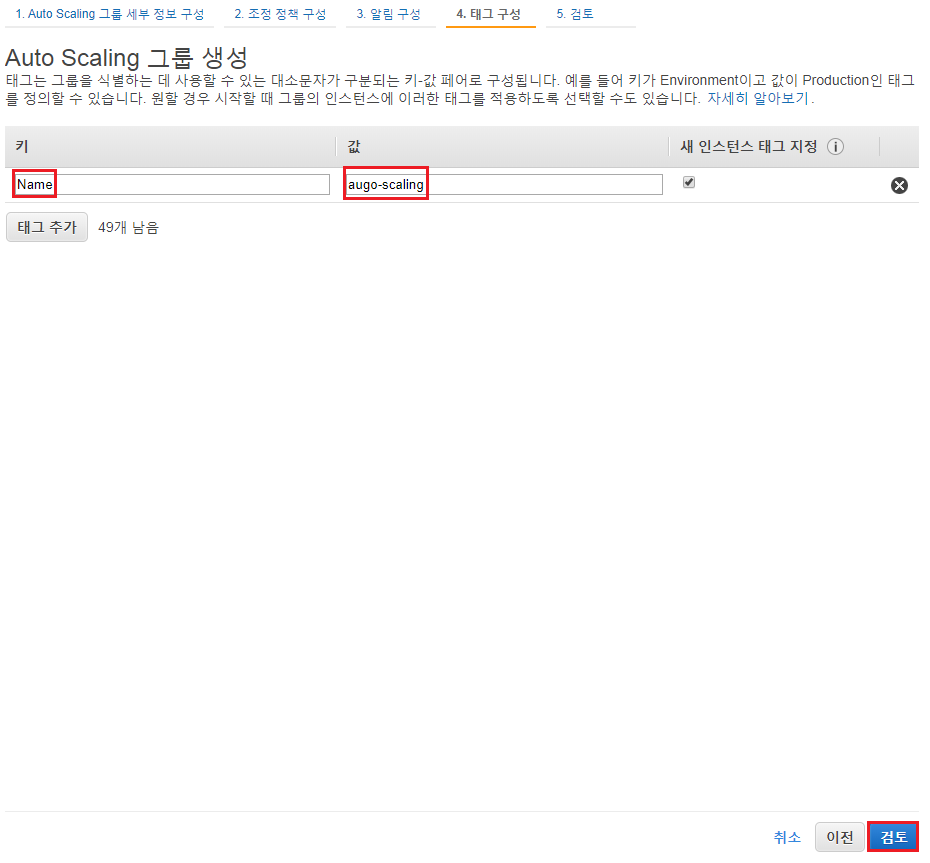 1. Auto Scaling 그룹 세부 정보 구성 2. 조정 정책 구성 3. 알림 구성 4. 태그 구성 5. 검토
Auto Scaling 그룹 생성
태그는 그룹을 식별하는 데 사용할 수 있는 대소문자가 구분되는 키-값 페어로 구성됩니다. 예를 들어 키가 Environment이고 값이 Production인 태그
를 정의할 수 있습니다. 원할 경우 시작할 때 그룹의 인스턴스에 이러한 태그를 적용하도록 선택할 수도 있습니다. 자세히 알아보기.
키 값 새 인스턴스 태그 지정 i
Name augo-scaling
태그 추가 49개 남음
취소 이전 검토